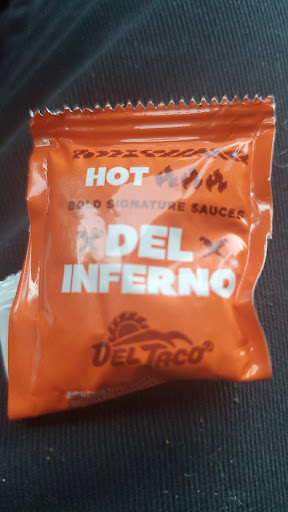 HOT
BOLD SIGNATURE SAUCES
DEL
INFERNO
DEL TACO